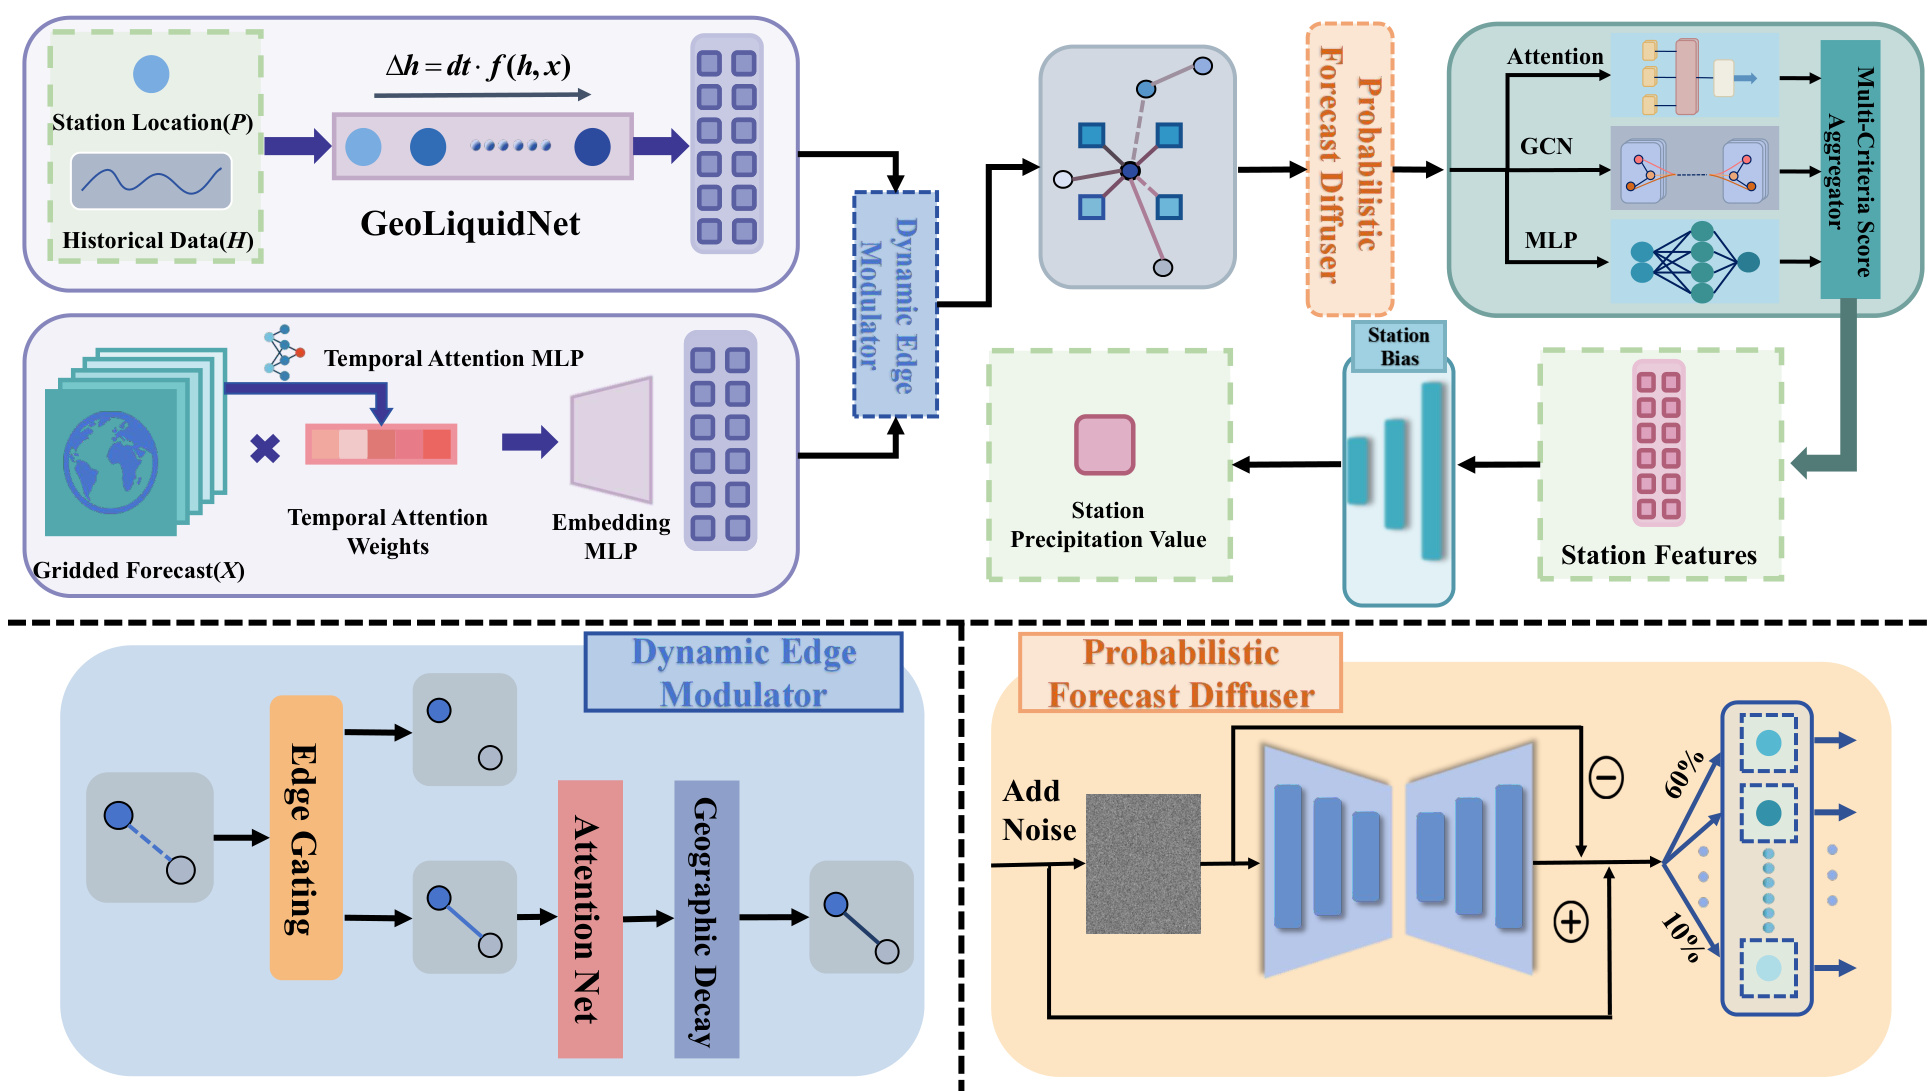 Station Location(P)
Historical Data(H)
Δh = dt · f(h, x)
GeoLiquidNet
Temporal Attention MLP
Temporal Attention
Weights
Embedding
MLP
Gridded Forecast(X)
Dynamic Edge
Modulator
Probabilistic
Forecast Diffuser
Attention
GCN
MLP
Multi-Criteria Score
Aggregator
Station
Bias
Station
Precipitation Value
Station Features
Dynamic Edge
Modulator
Edge Gating
Attention Net
Geographic Decay
Probabilistic
Forecast Diffuser
Add
Noise
−
+
60%
10%